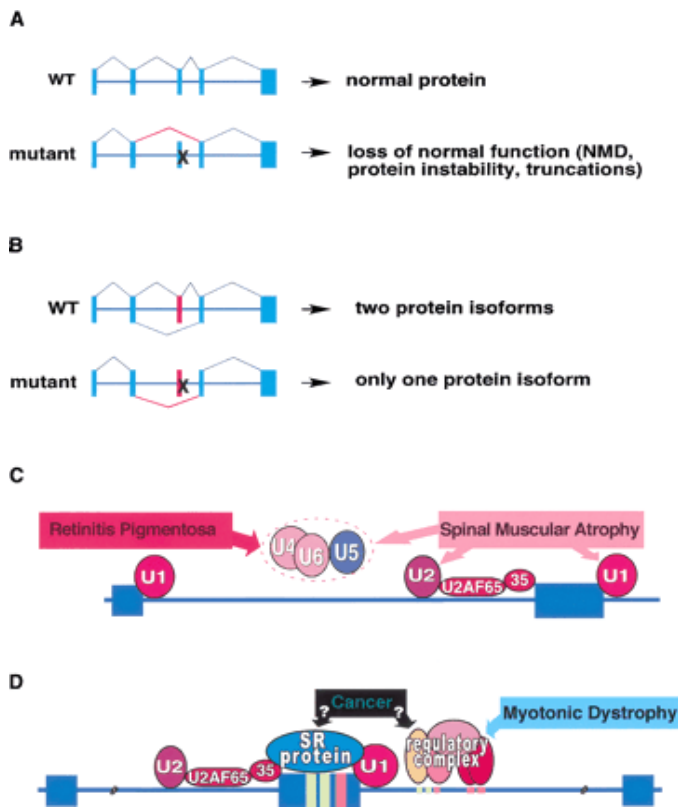 A
WT
normal protein
mutant
X
loss of normal function (NMD,
protein instability, truncations)
B
WT
two protein isoforms
mutant
X
only one protein isoform
C
Retinitis Pigmentosa
Spinal Muscular Atrophy
U4
U6
U5
U1
U2
U2AF65
35
U1
D
? Cancer ?
Myotonic Dystrophy
SR
protein
regulatory
complex
U2
U2AF65
35
U1